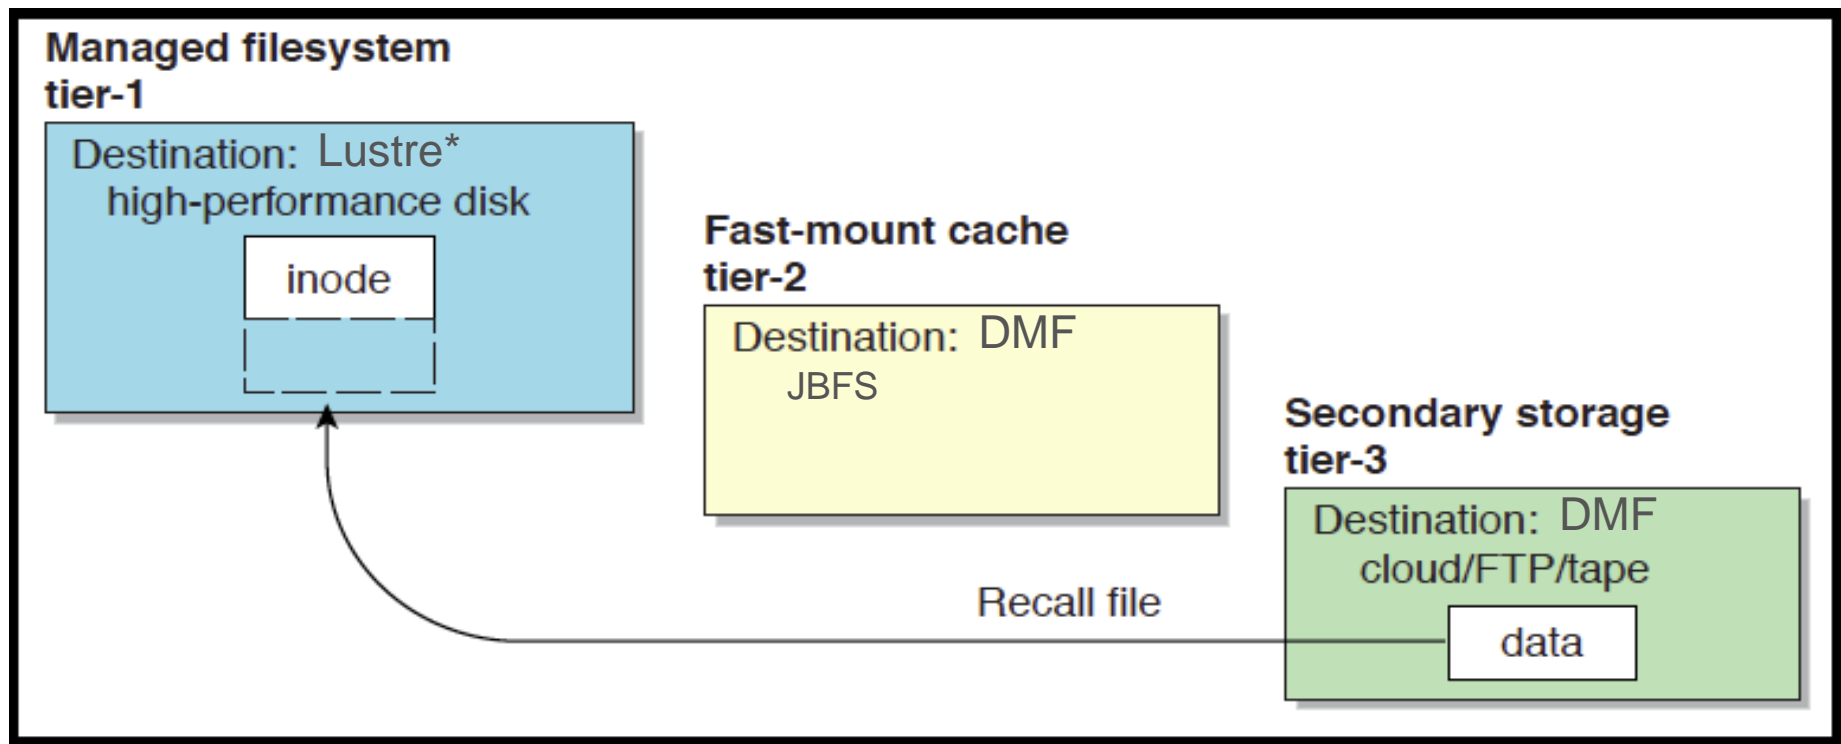 Managed filesystem
tier-1
Destination: Lustre*
high-performance disk
inode
Fast-mount cache
tier-2
Destination: DMF
JBFS
Secondary storage
tier-3
Destination: DMF
cloud/FTP/tape
Recall file
data